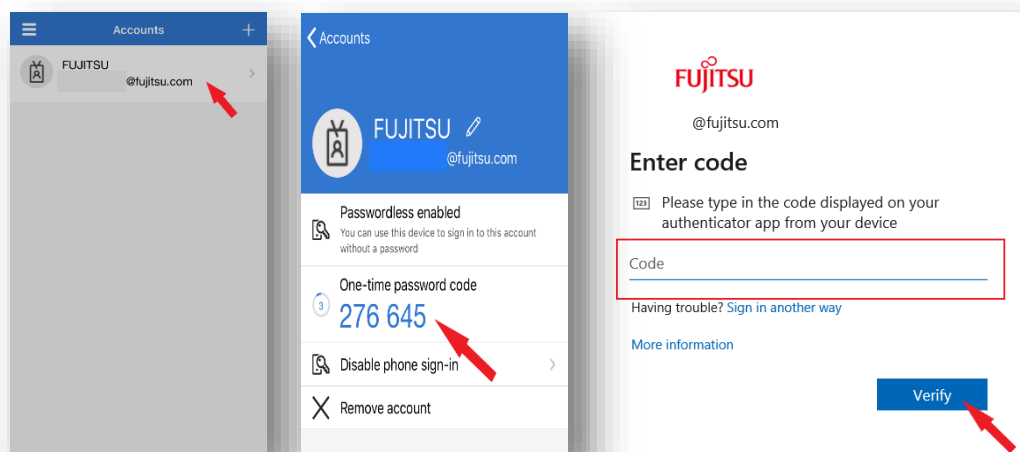 Accounts
FUJITSU
@fujitsu.com
Accounts
FUJITSU
@fujitsu.com
Passwordless enabled
You can use this device to sign in to this account
without a password
One-time password code
3
276 645
Disable phone sign-in
Remove account
FUJITSU
@fujitsu.com
Enter code
123
Please type in the code displayed on your
authenticator app from your device
Code
Having trouble? Sign in another way
More information
Verify